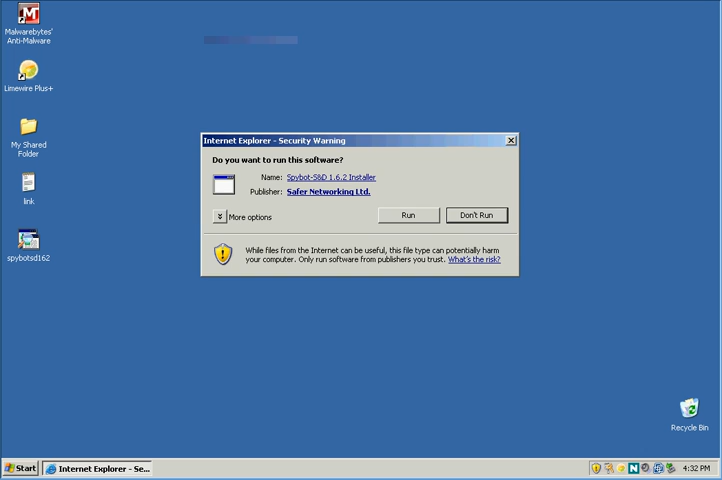 Malwarebytes'
Anti-Malware
Limewire Plus+
My Shared
Folder
link
spybotsd162
Internet Explorer - Security Warning
Do you want to run this software?
Name: Spybot-S&D 1.6.2 Installer
Publisher: Safer Networking Ltd.
More options
Run
Don't Run
While files from the Internet can be useful, this file type can potentially harm
your computer. Only run software from publishers you trust. What's the risk?
Recycle Bin
Start
Internet Explorer - Se...
4:32 PM